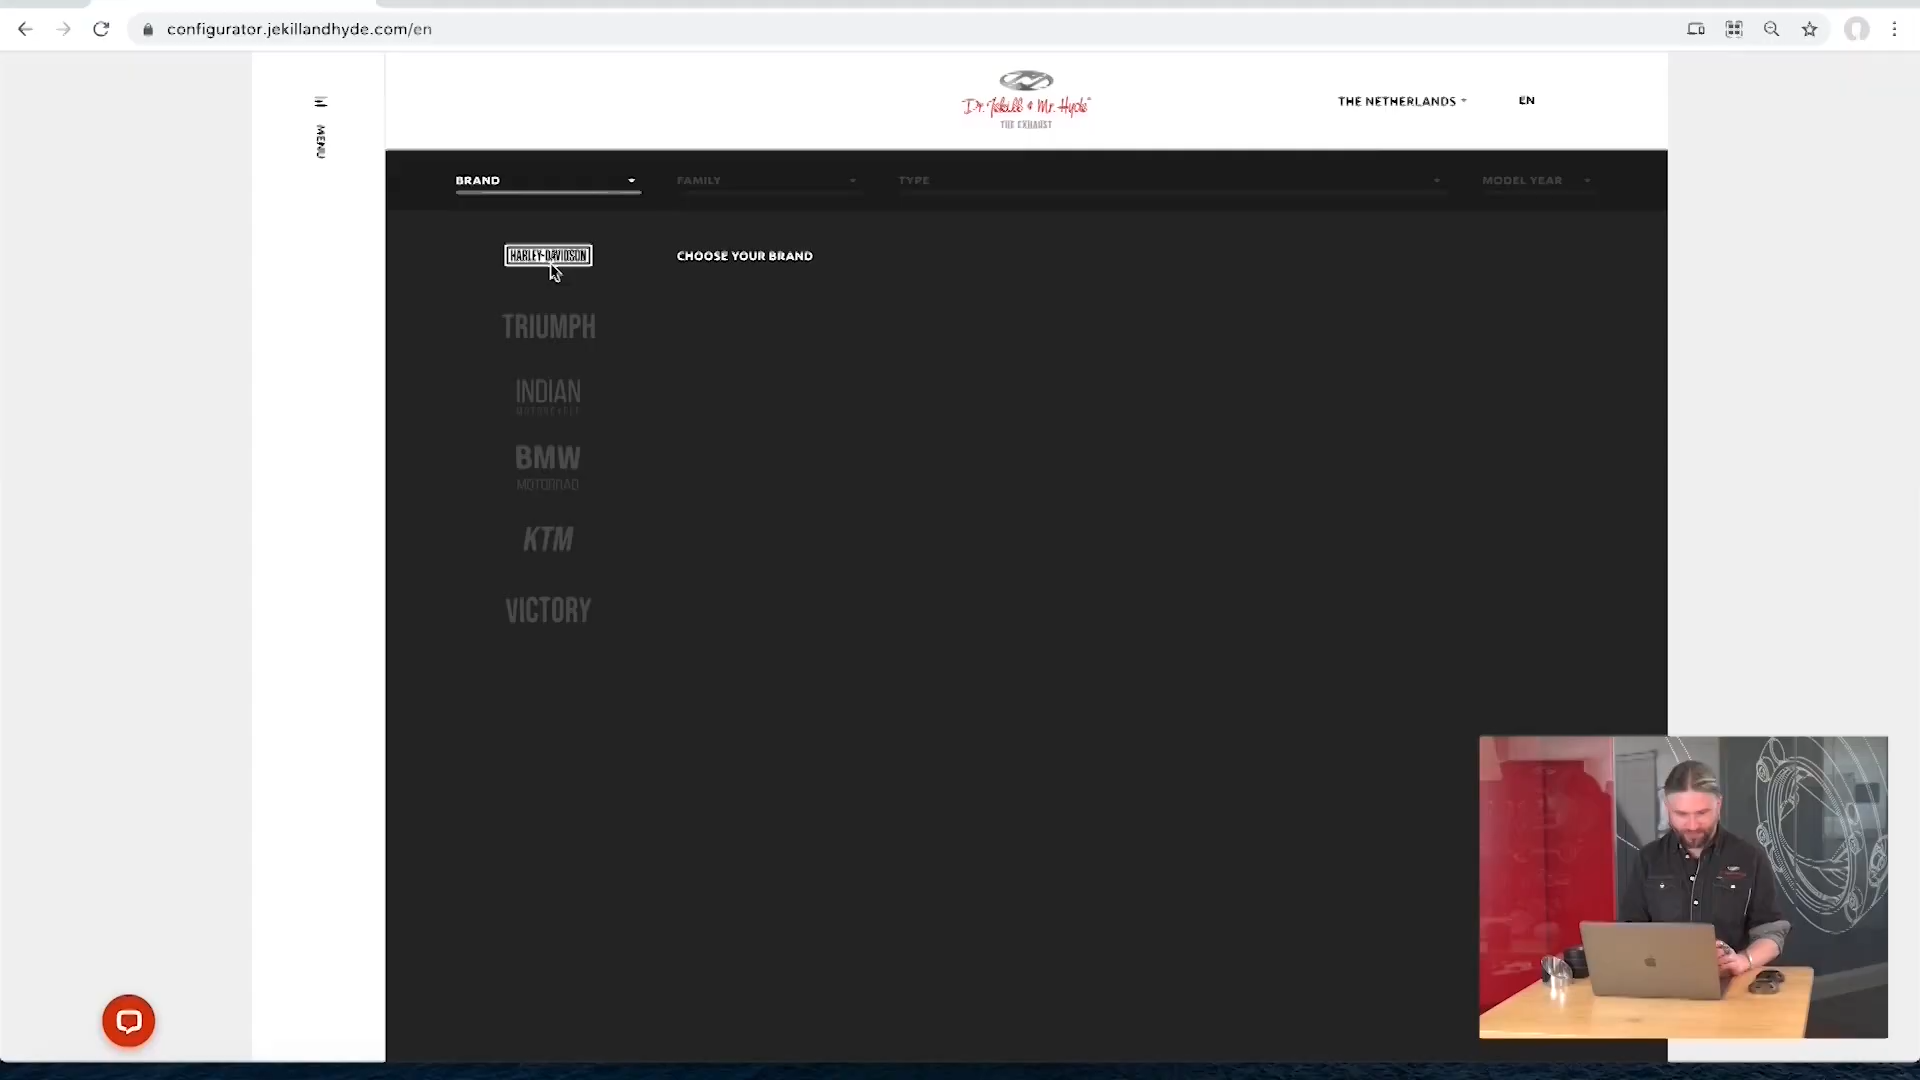 configurator.jekillandhyde.com/en
MENU
Dr. Jekill & Mr. Hyde
THE EXHAUST
THE NETHERLANDS
EN
BRAND
FAMILY
TYPE
MODEL YEAR
HARLEY-DAVIDSON
CHOOSE YOUR BRAND
TRIUMPH
INDIAN
MOTORCYCLE
BMW
MOTORRAD
KTM
VICTORY